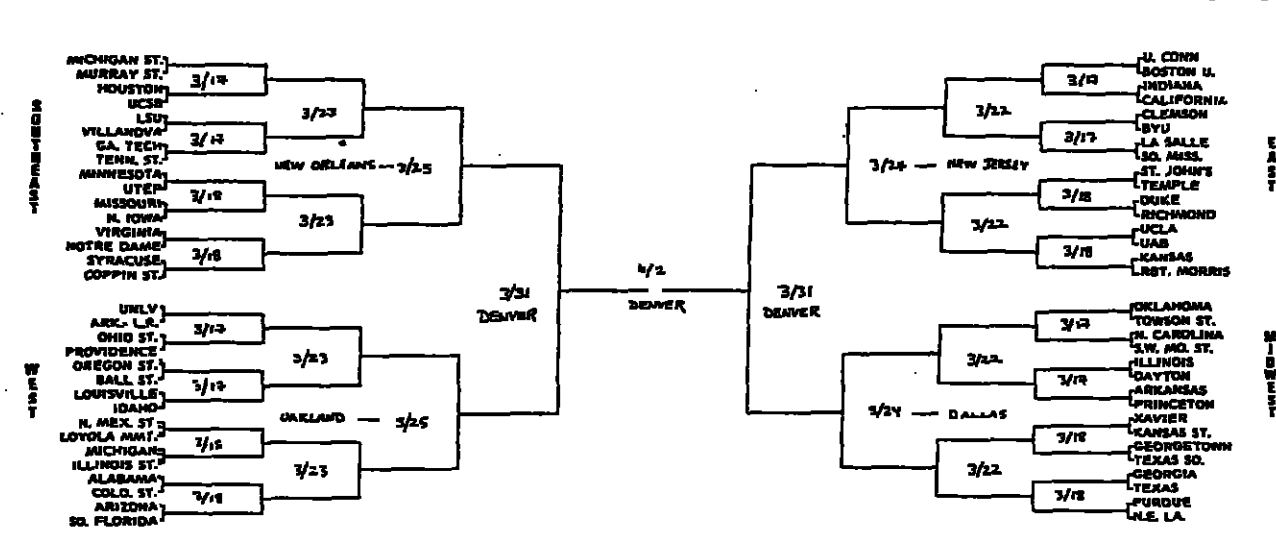 SOUTHEAST
MICHIGAN ST.
MURRAY ST.
3/17
HOUSTON
UCSB
3/23
LSU
VILLANOVA
3/17
GA. TECH
TENN. ST.
NEW ORLEANS — 3/25
MINNESOTA
UTEP
3/18
MISSOURI
N. IOWA
3/23
VIRGINIA
NOTRE DAME
3/18
SYRACUSE
COPPIN ST.
WEST
UNLV
ARK.- L.R.
3/17
OHIO ST.
PROVIDENCE
3/23
OREGON ST.
BALL ST.
3/17
LOUISVILLE
IDAHO
OAKLAND — 3/25
N. MEX. ST.
LOYOLA MMT.
3/18
MICHIGAN
ILLINOIS ST.
3/23
ALABAMA
COLO. ST.
3/18
ARIZONA
SO. FLORIDA
3/31
DENVER
4/2
DENVER
3/31
DENVER
EAST
U. CONN
BOSTON U.
3/17
INDIANA
CALIFORNIA
3/22
CLEMSON
BYU
3/17
LA SALLE
SO. MISS.
3/24 — NEW JERSEY
ST. JOHN'S
TEMPLE
3/18
DUKE
RICHMOND
3/22
UCLA
UAB
3/18
KANSAS
RBT. MORRIS
MIDWEST
OKLAHOMA
TOWSON ST.
3/17
N. CAROLINA
S.W. MO. ST.
3/22
ILLINOIS
DAYTON
3/17
ARKANSAS
PRINCETON
3/24 — DALLAS
XAVIER
KANSAS ST.
3/18
GEORGETOWN
TEXAS SO.
3/22
GEORGIA
TEXAS
3/18
PURDUE
N.E. LA.